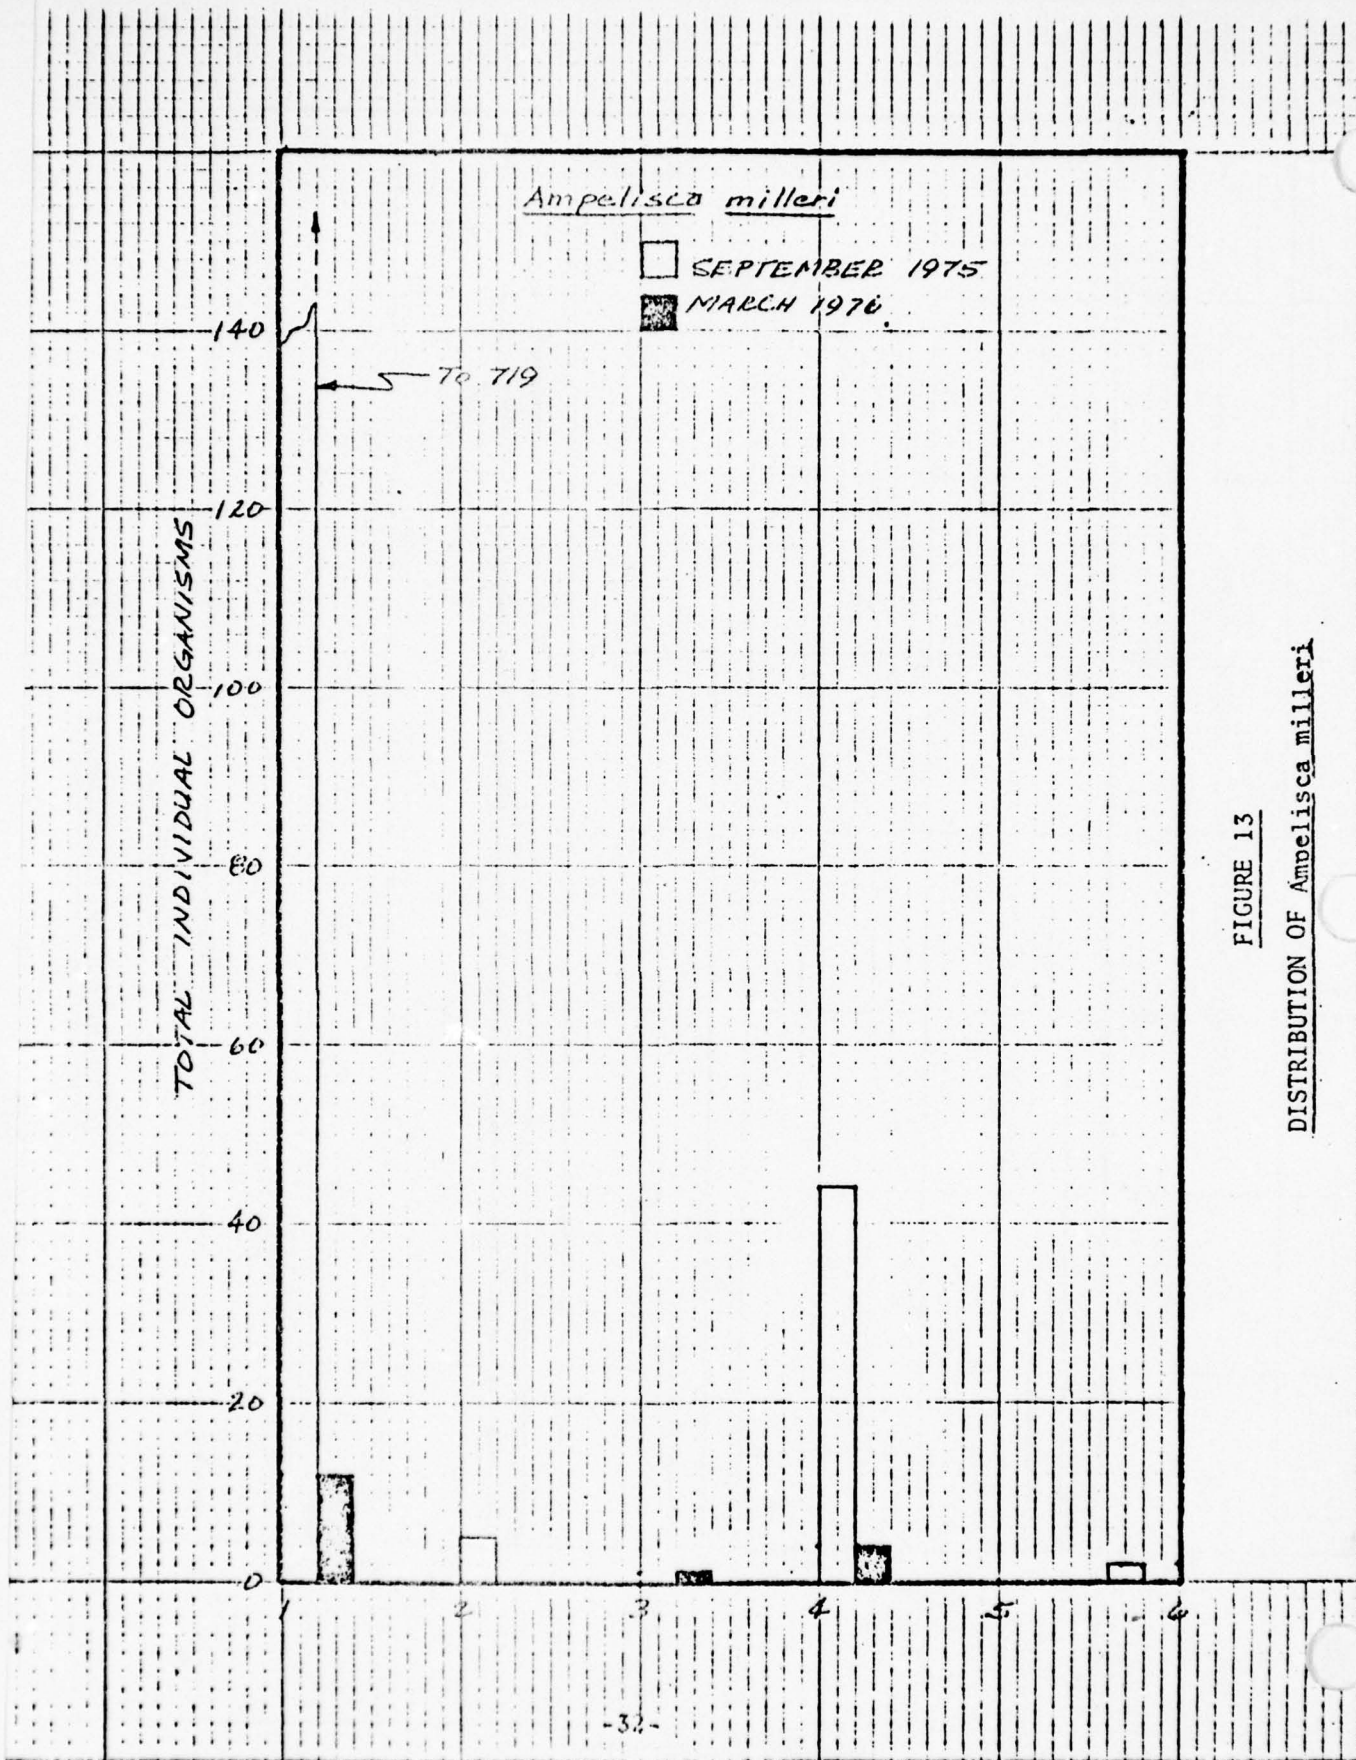 Ampelisca milleri
SEPTEMBER 1975
MARCH 1976
TO 719
140
120
100
80
60
40
20
0
TOTAL INDIVIDUAL ORGANISMS
1 2 3 4 5 6
FIGURE 13
DISTRIBUTION OF Ampelisca milleri
-32-